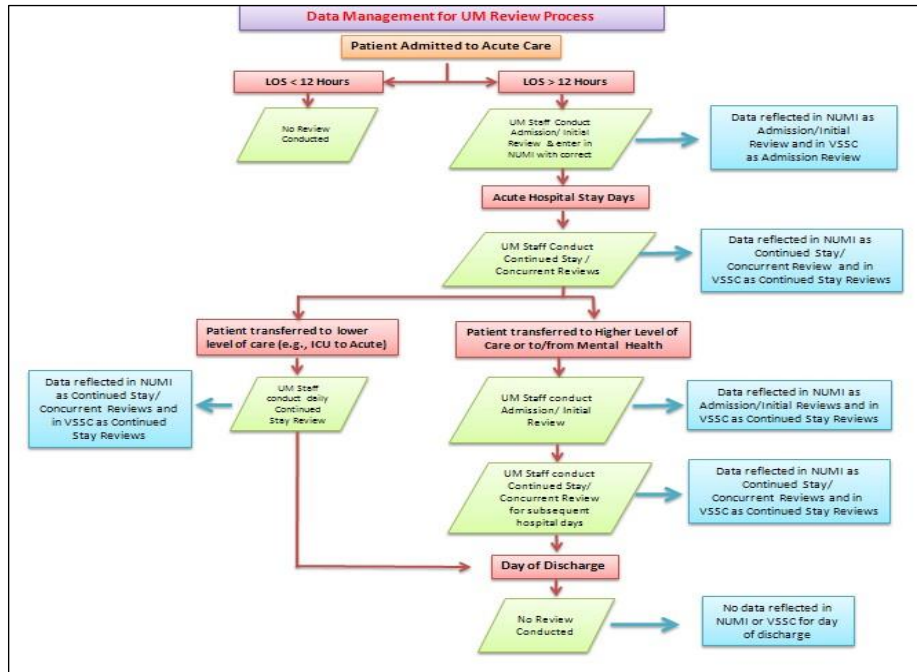 Data Management for UM Review Process
Patient Admitted to Acute Care
LOS < 12 Hours
LOS > 12 Hours
No Review
Conducted
UM Staff Conduct
Admission/ Initial
Review & enter in
NUMI with correct
Data reflected in NUMI as
Admission/Initial
Review and in VSSC
as Admission Review
Acute Hospital Stay Days
UM Staff Conduct
Continued Stay /
Concurrent Reviews
Data reflected in NUMI as
Continued Stay/
Concurrent Review and in
VSSC as Continued Stay Reviews
Patient transferred to lower
level of care (e.g., ICU to Acute)
Patient transferred to Higher Level of
Care or to/from Mental Health
Data reflected in NUMI
as Continued Stay/
Concurrent Reviews and
in VSSC as Continued
Stay Reviews
UM Staff
conduct daily
Continued
Stay Review
UM Staff conduct
Admission/ Initial
Review
Data reflected in NUMI as
Admission/Initial Reviews and in
VSSC as Continued Stay Reviews
UM Staff conduct
Continued Stay/
Concurrent Review
for subsequent
hospital days
Data reflected in NUMI as
Continued Stay/
Concurrent Reviews and in
VSSC as Continued Stay Reviews
Day of Discharge
No Review
Conducted
No data reflected in
NUMI or VSSC for day
of discharge